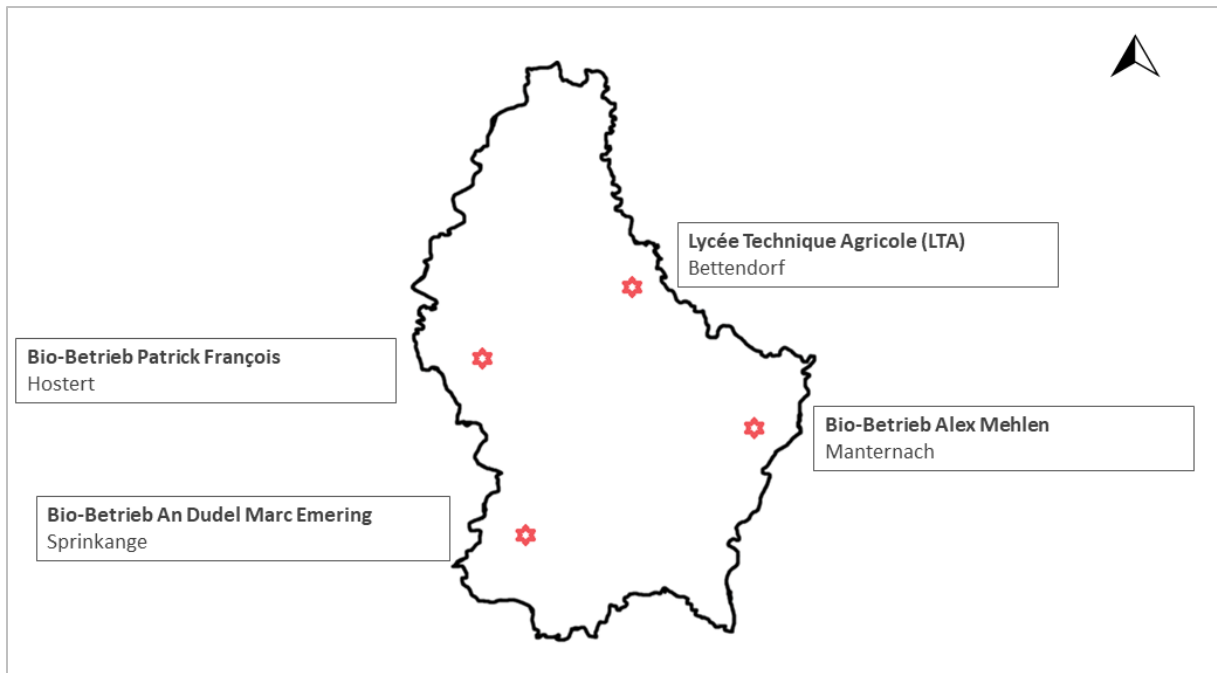 Lycée Technique Agricole (LTA)
Bettendorf
Bio-Betrieb Patrick François
Hostert
Bio-Betrieb Alex Mehlen
Manternach
Bio-Betrieb An Dudel Marc Emering
Sprinkange